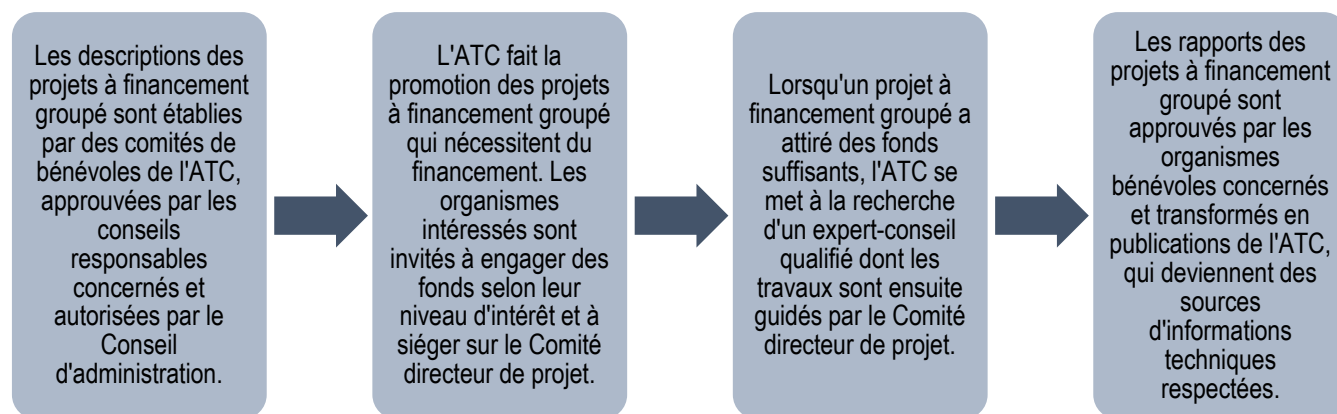 Les descriptions des
projets à financement
groupé sont établies
par des comités de
bénévoles de l'ATC,
approuvées par les
conseils
responsables
concernés et
autorisées par le
Conseil
d'administration.
L'ATC fait la
promotion des projets
à financement groupé
qui nécessitent du
financement. Les
organismes
intéressés sont
invités à engager des
fonds selon leur
niveau d'intérêt et à
siéger sur le Comité
directeur de projet.
Lorsqu'un projet à
financement groupé a
attiré des fonds
suffisants, l'ATC se
met à la recherche
d'un expert-conseil
qualifié dont les
travaux sont ensuite
guidés par le Comité
directeur de projet.
Les rapports des
projets à financement
groupé sont
approuvés par les
organismes
bénévoles concernés
et transformés en
publications de l'ATC,
qui deviennent des
sources
d'informations
techniques
respectées.